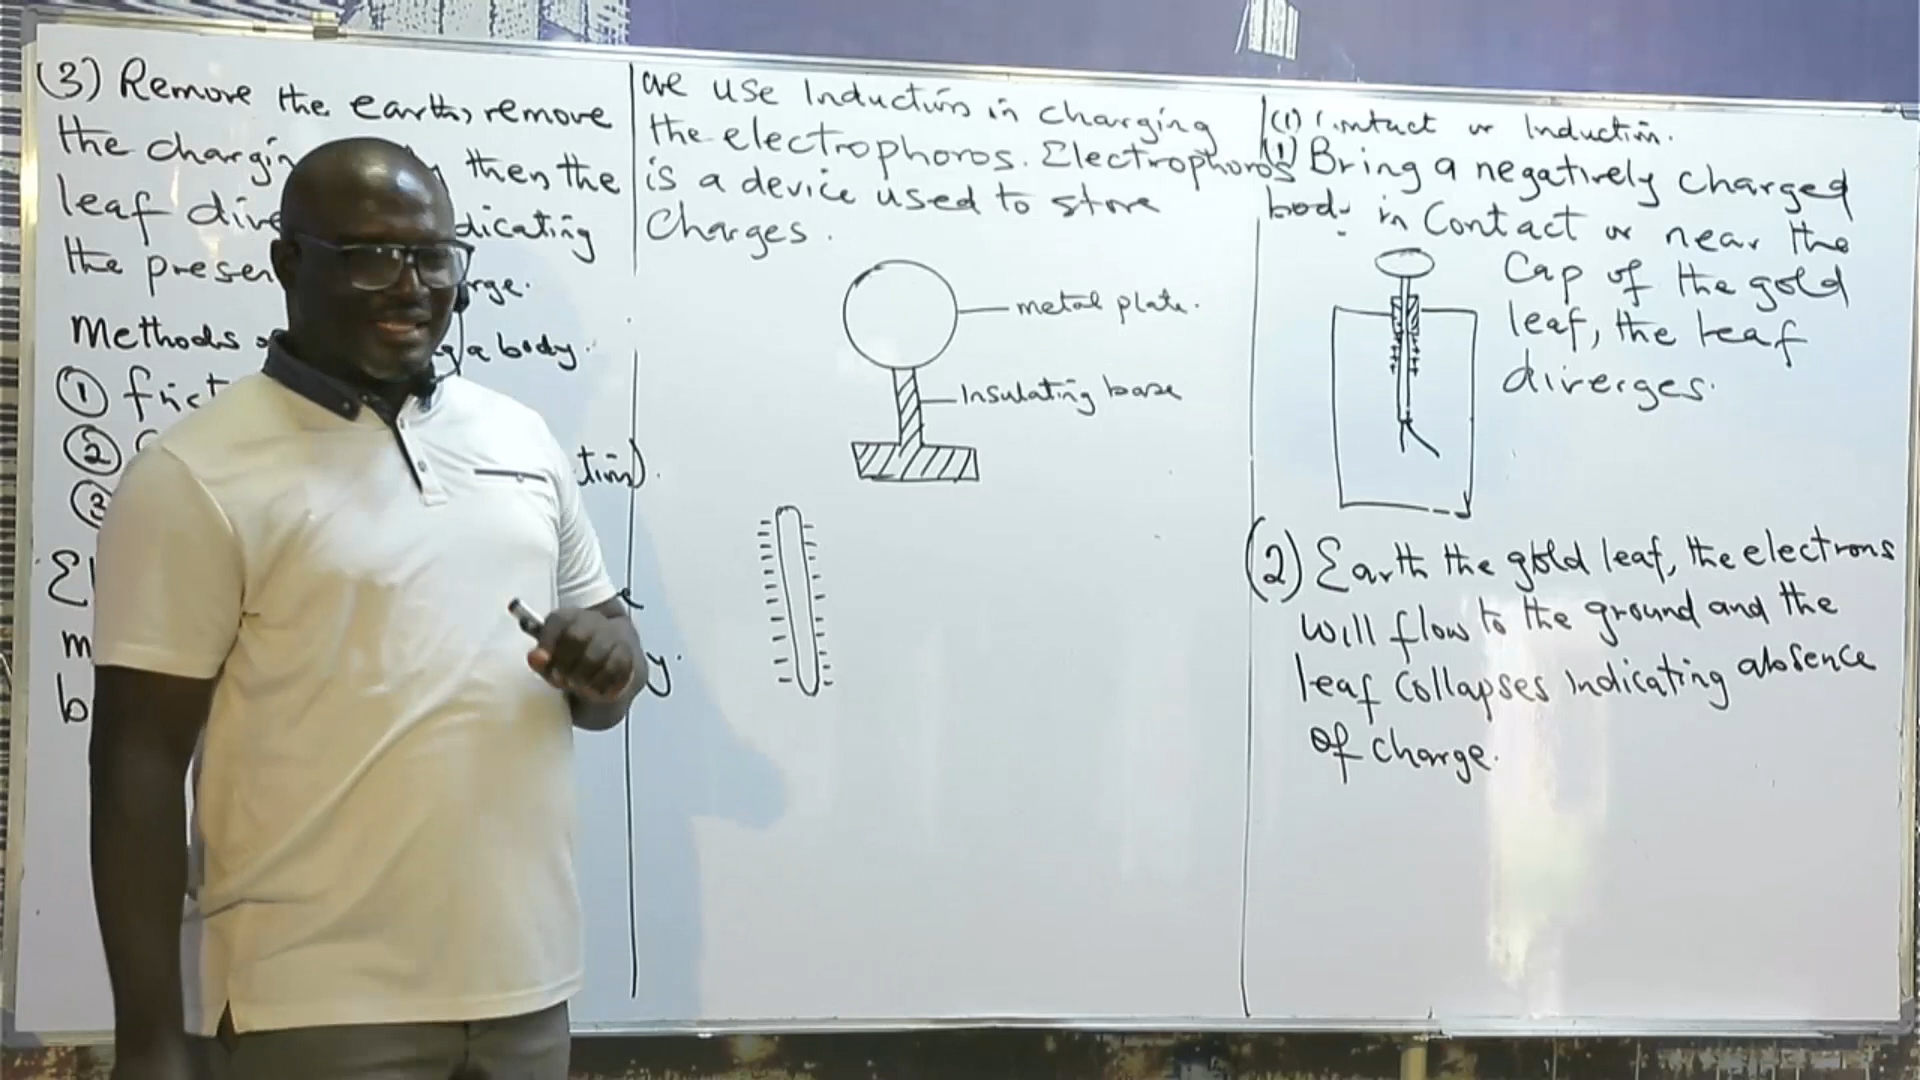 (3) Remove the earth, remove
the charging then the
leaf dive dicating
the presen rge.
Methods a body.
① frict
② tion).
③
El
m y.
b
we use Induction in charging
the electrophoros. Electrophoros
is a device used to store
Charges.
metal plate.
Insulating base
(1) Contact or Induction.
(1) Bring a negatively charged
body in Contact or near the
Cap of the gold
leaf, the leaf
diverges.
(2) Earth the gold leaf, the electrons
will flow to the ground and the
leaf Collapses indicating absence
of charge.